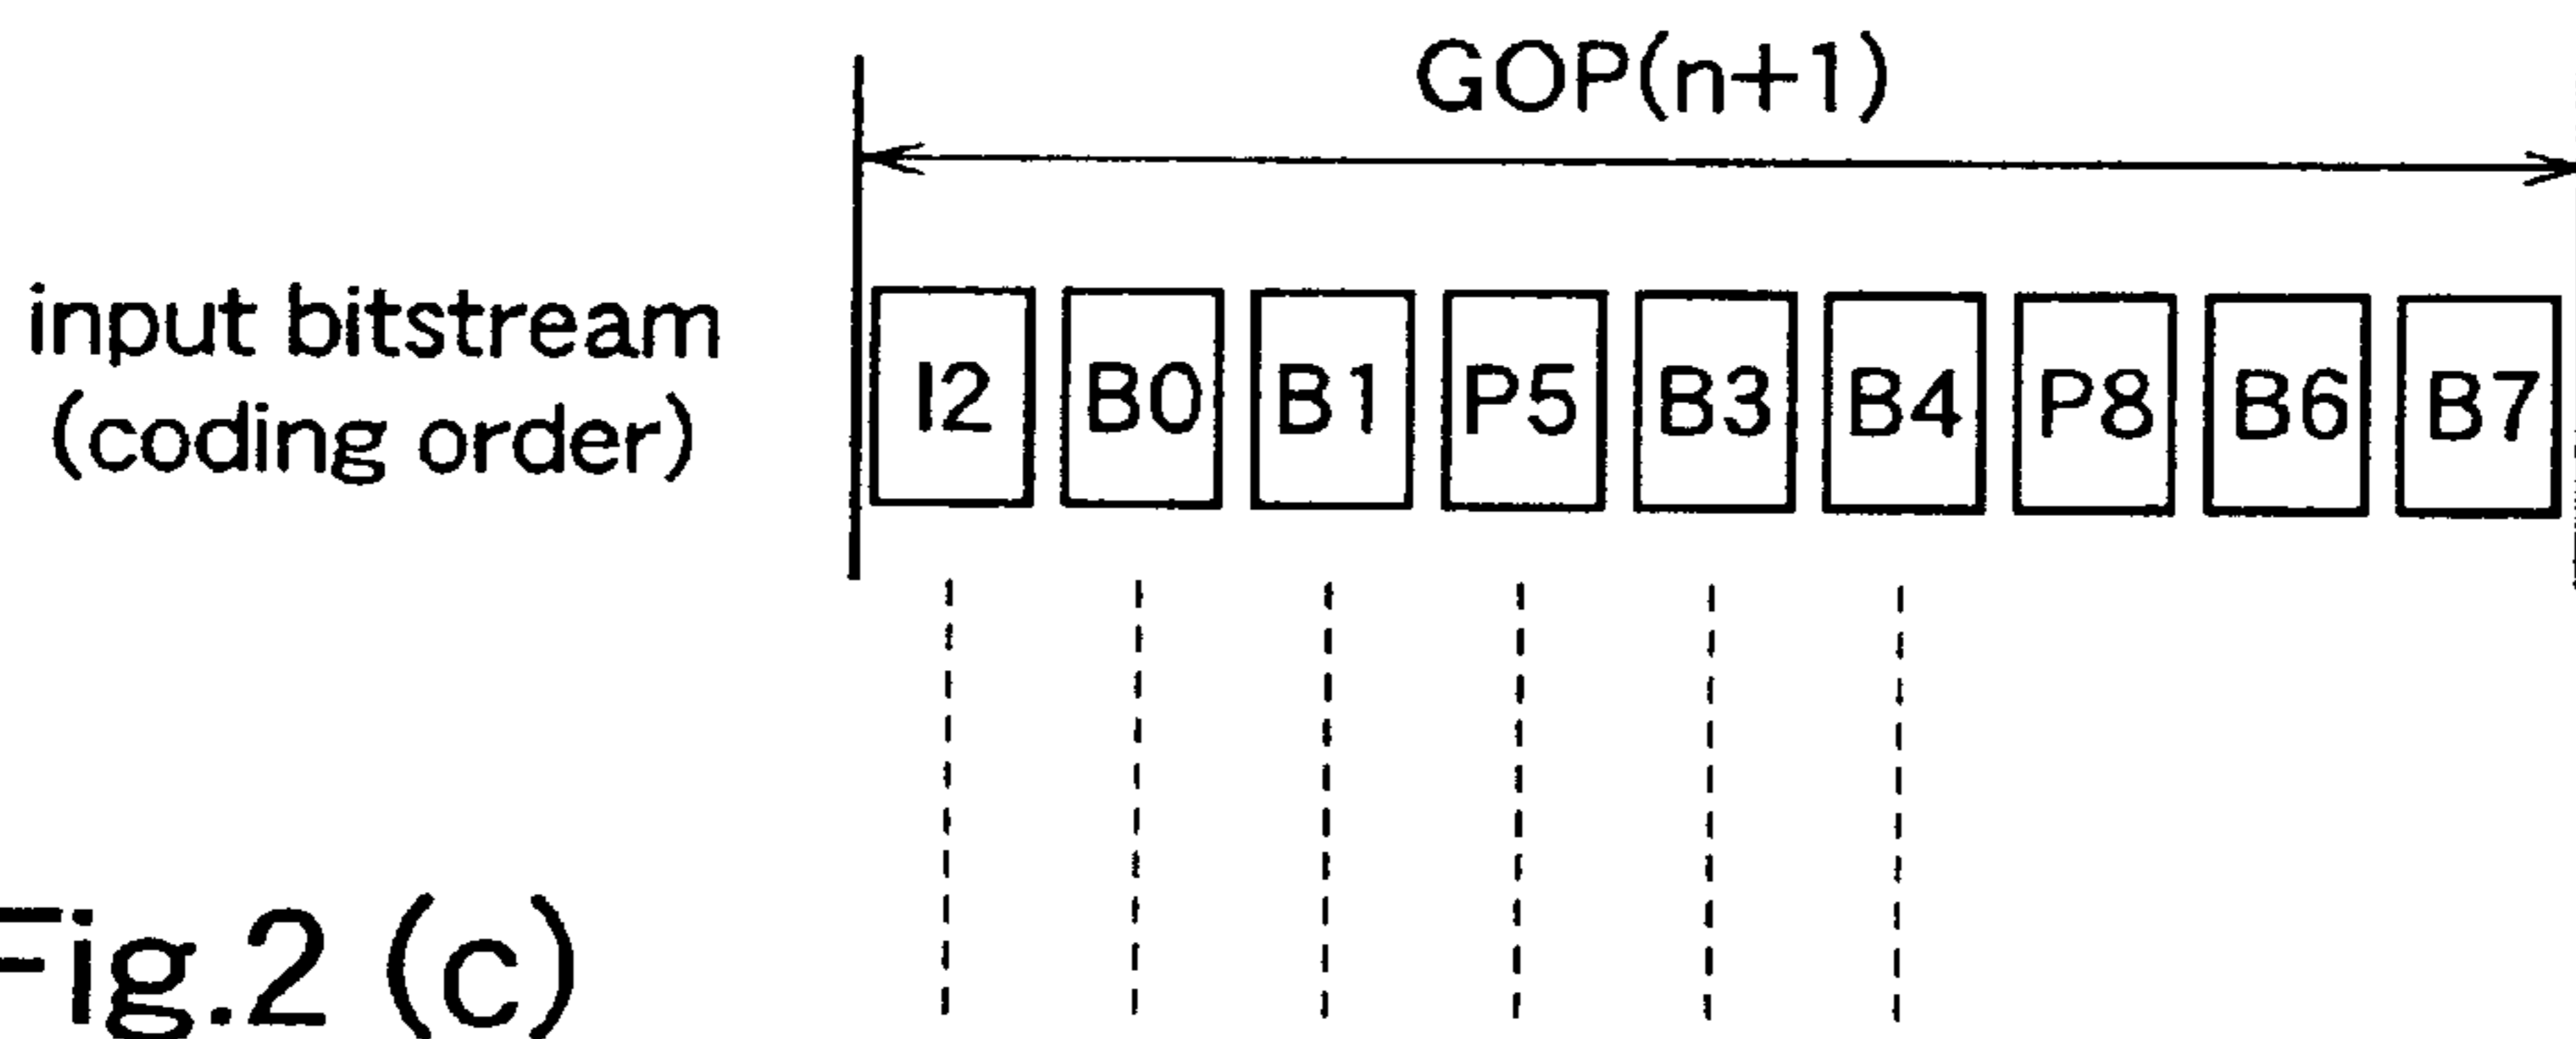 GOP(n+1)
input bitstream
(coding order)
I2 B0 B1 P5 B3 B4 P8 B6 B7
Fig.2 (c)